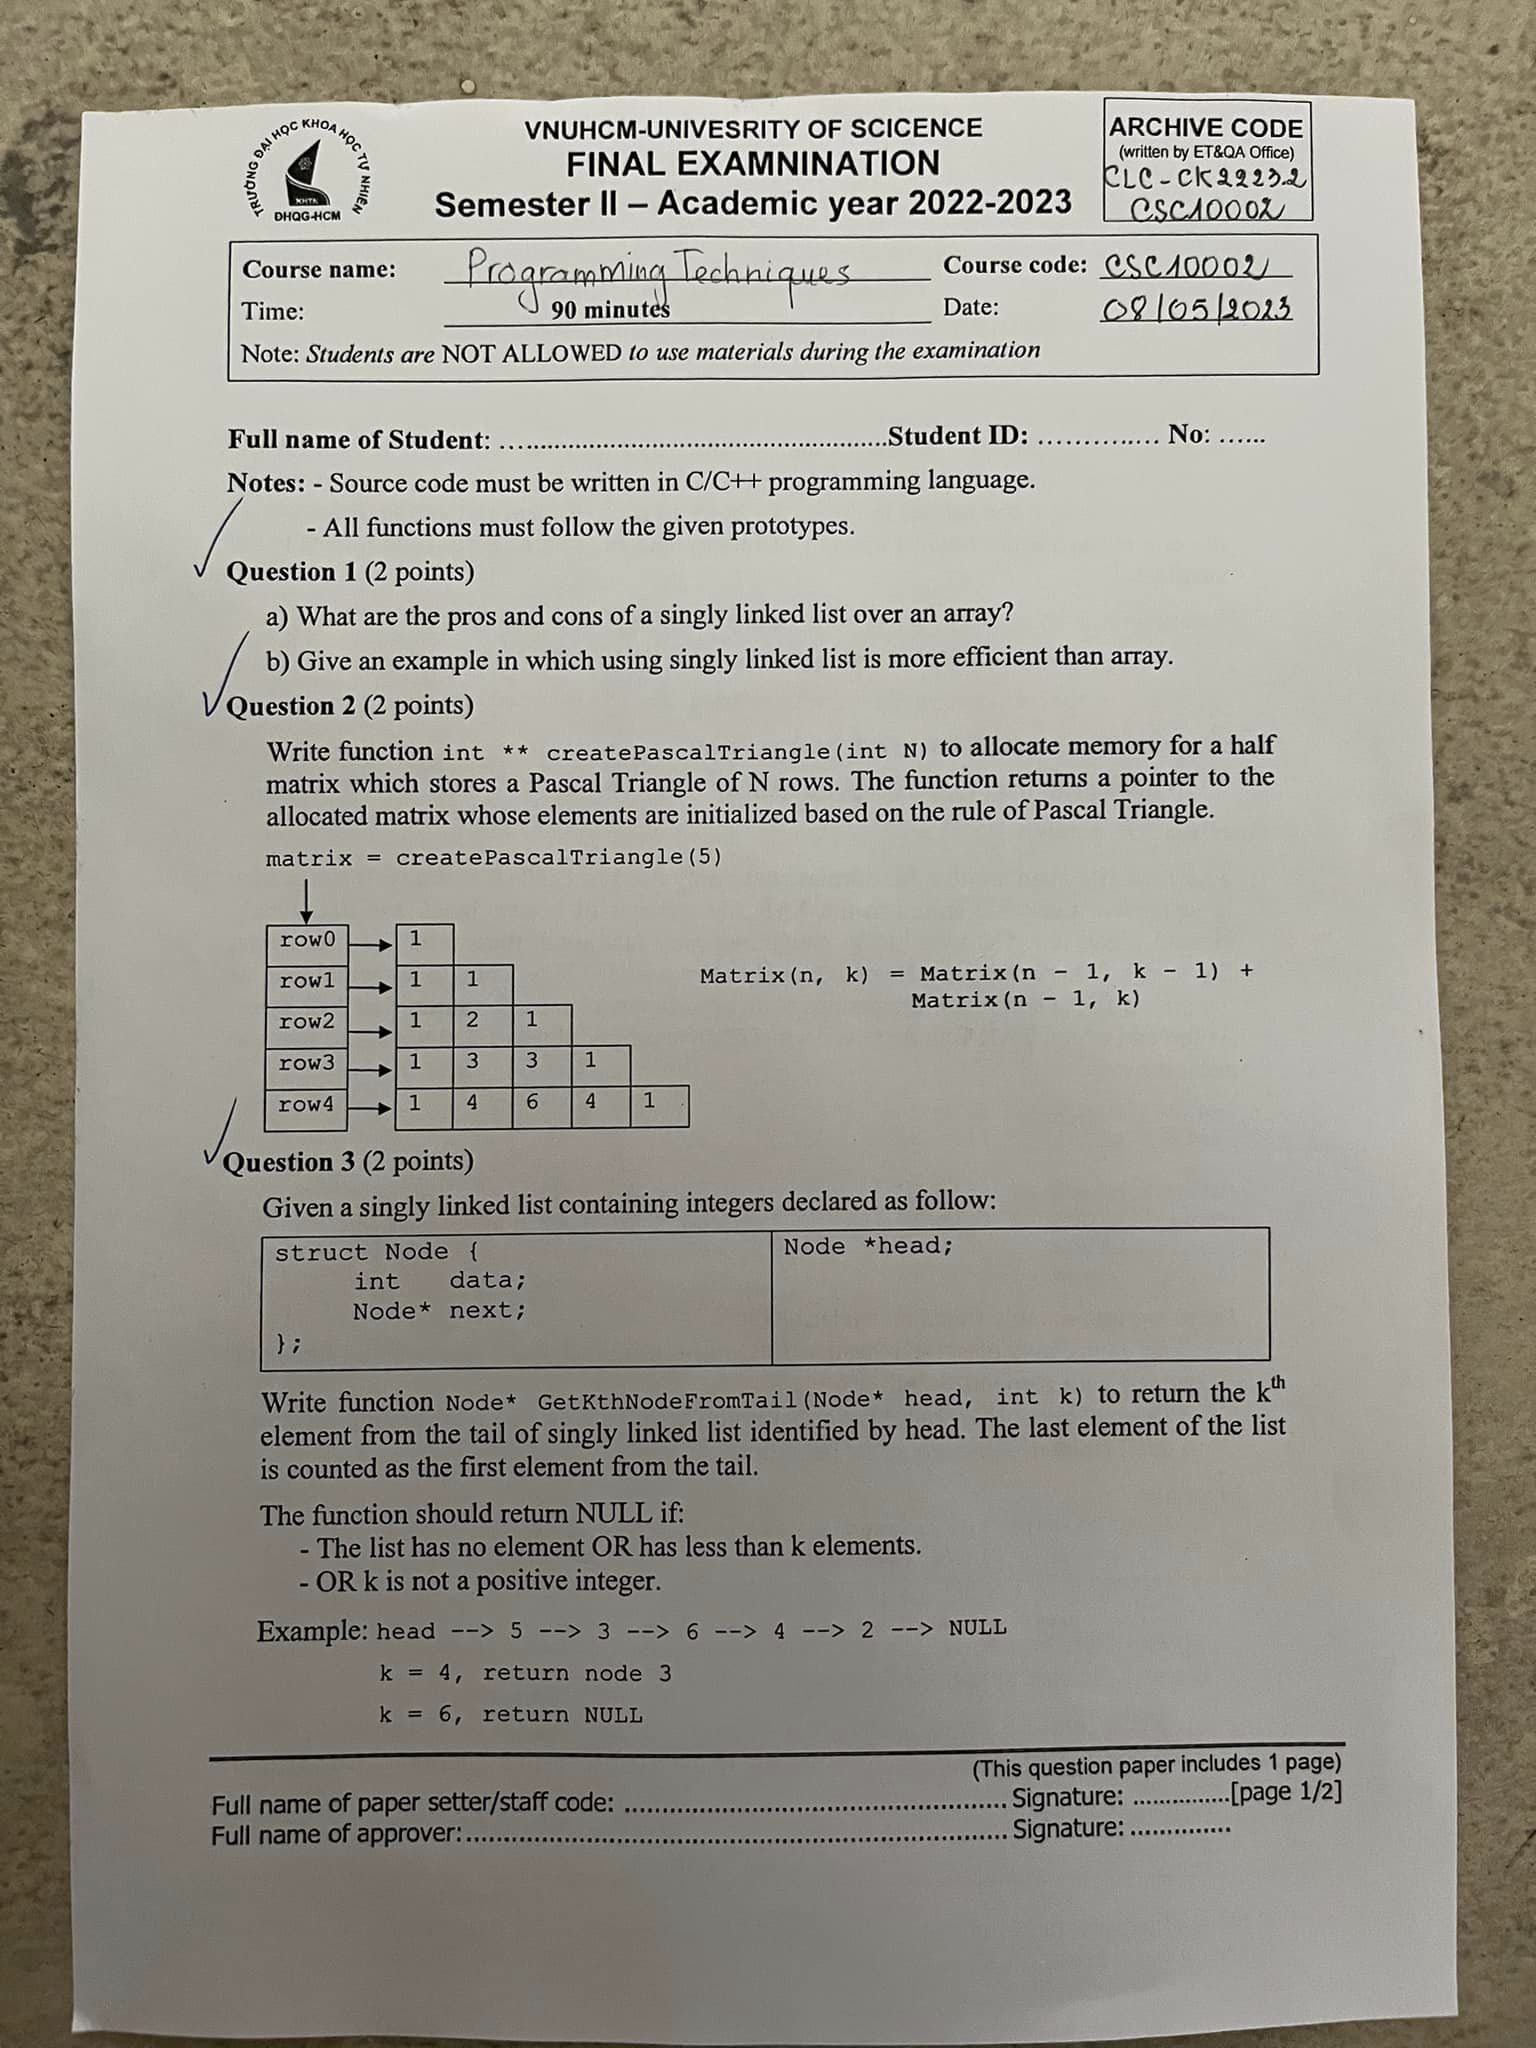 TRƯỜNG ĐẠI HỌC KHOA HỌC TỰ NHIÊN
KHTN
ĐHQG-HCM
VNUHCM-UNIVESRITY OF SCICENCE
FINAL EXAMNINATION
Semester II – Academic year 2022-2023
ARCHIVE CODE
(written by ET&QA Office)
CLC-CK2223.2
CSC10002
Course name: Programming Techniques Course code: CSC10002
Time: 90 minutes Date: 08/05/2023
Note: Students are NOT ALLOWED to use materials during the examination
Full name of Student: ..........................................................Student ID: ............. No: ......
Notes: - Source code must be written in C/C++ programming language.
- All functions must follow the given prototypes.
Question 1 (2 points)
a) What are the pros and cons of a singly linked list over an array?
b) Give an example in which using singly linked list is more efficient than array.
Question 2 (2 points)
Write function int ** createPascalTriangle(int N) to allocate memory for a half
matrix which stores a Pascal Triangle of N rows. The function returns a pointer to the
allocated matrix whose elements are initialized based on the rule of Pascal Triangle.
matrix = createPascalTriangle(5)
row0 1
row1 1 1
row2 1 2 1
row3 1 3 3 1
row4 1 4 6 4 1
Matrix(n, k) = Matrix(n - 1, k - 1) +
Matrix(n - 1, k)
Question 3 (2 points)
Given a singly linked list containing integers declared as follow:
struct Node {
int data;
Node* next;
};
Node *head;
Write function Node* GetKthNodeFromTail(Node* head, int k) to return the kth
element from the tail of singly linked list identified by head. The last element of the list
is counted as the first element from the tail.
The function should return NULL if:
- The list has no element OR has less than k elements.
- OR k is not a positive integer.
Example: head --> 5 --> 3 --> 6 --> 4 --> 2 --> NULL
k = 4, return node 3
k = 6, return NULL
(This question paper includes 1 page)
Full name of paper setter/staff code: ...................................................... Signature: ...............[page 1/2]
Full name of approver:............................................................................. Signature: ..............